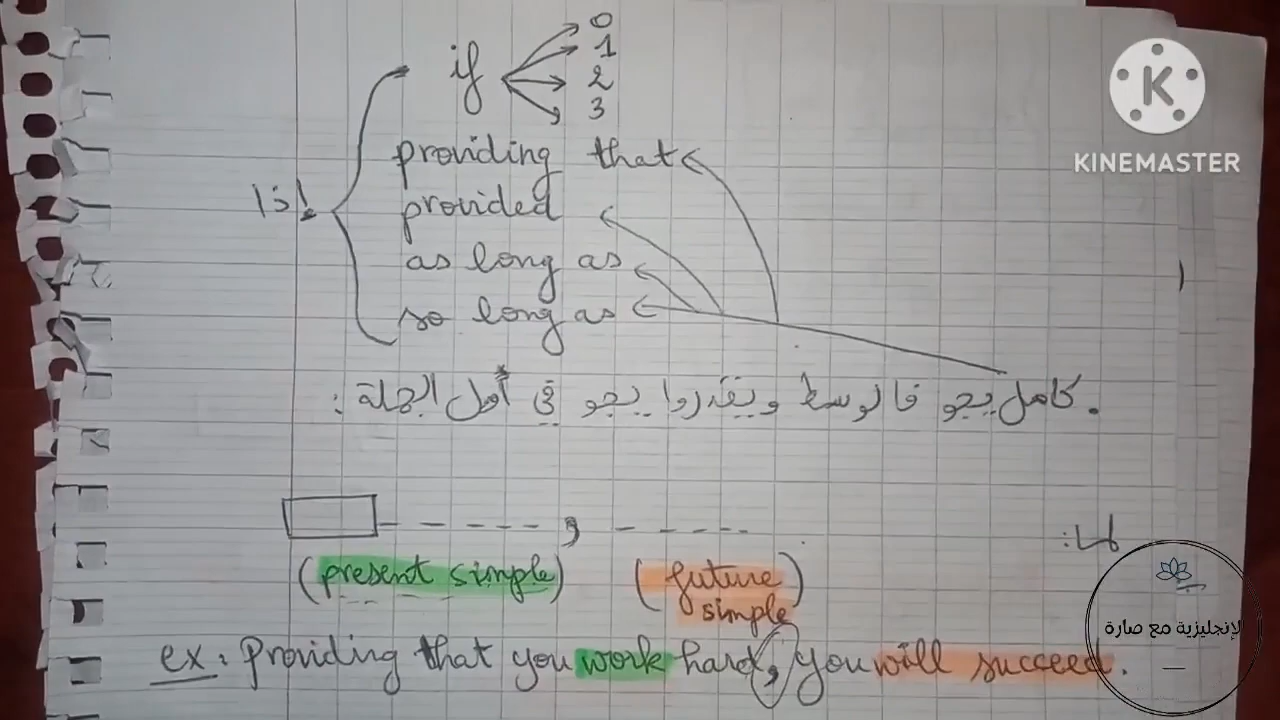 if
0
1
2
3
providing that
provided
as long as
so long as
إذا
كامل يجو فالوسط ويقدروا يجو في أول الجملة :
, 
(present simple) (future simple)
ex: Providing that you work hard, you will succeed.
K
KINEMASTER
الإنجليزية مع صارة